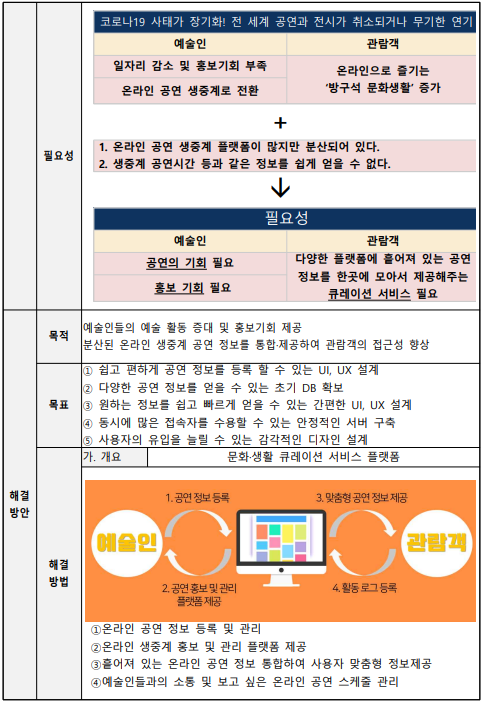 코로나19 사태가 장기화! 전 세계 공연과 전시가 취소되거나 무기한 연기
예술인
관람객
일자리 감소 및 홍보기회 부족
온라인 공연 생중계로 전환
온라인으로 즐기는
‘방구석 문화생활’ 증가
+
1. 온라인 공연 생중계 플랫폼이 많지만 분산되어 있다.
2. 생중계 공연시간 등과 같은 정보를 쉽게 얻을 수 없다.
필요성
필요성
예술인
관람객
공연의 기회 필요
홍보 기회 필요
다양한 플랫폼에 흩어져 있는 공연
정보를 한곳에 모아서 제공해주는
큐레이션 서비스 필요
해결
방안
목적
예술인들의 예술 활동 증대 및 홍보기회 제공
분산된 온라인 생중계 공연 정보를 통합·제공하여 관람객의 접근성 향상
목표
① 쉽고 편하게 공연 정보를 등록 할 수 있는 UI, UX 설계
② 다양한 공연 정보를 얻을 수 있는 초기 DB 확보
③ 원하는 정보를 쉽고 빠르게 얻을 수 있는 간편한 UI, UX 설계
④ 동시에 많은 접속자를 수용할 수 있는 안정적인 서버 구축
⑤ 사용자의 유입을 늘릴 수 있는 감각적인 디자인 설계
해결
방법
가. 개요
문화·생활 큐레이션 서비스 플랫폼
1. 공연 정보 등록
3. 맞춤형 공연 정보 제공
예술인
관람객
2. 공연 홍보 및 관리
플랫폼 제공
4. 활동 로그 등록
①온라인 공연 정보 등록 및 관리
②온라인 생중계 홍보 및 관리 플랫폼 제공
③흩어져 있는 온라인 공연 정보 통합하여 사용자 맞춤형 정보제공
④예술인들과의 소통 및 보고 싶은 온라인 공연 스케줄 관리